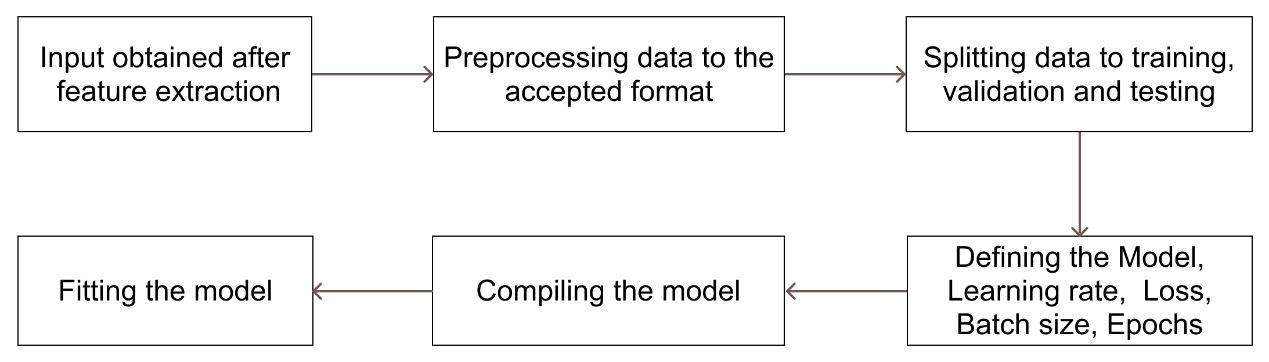 Input obtained after
feature extraction
Preprocessing data to the
accepted format
Splitting data to training,
validation and testing
Defining the Model,
Learning rate,  Loss,
Batch size, Epochs
Compiling the model
Fitting the model